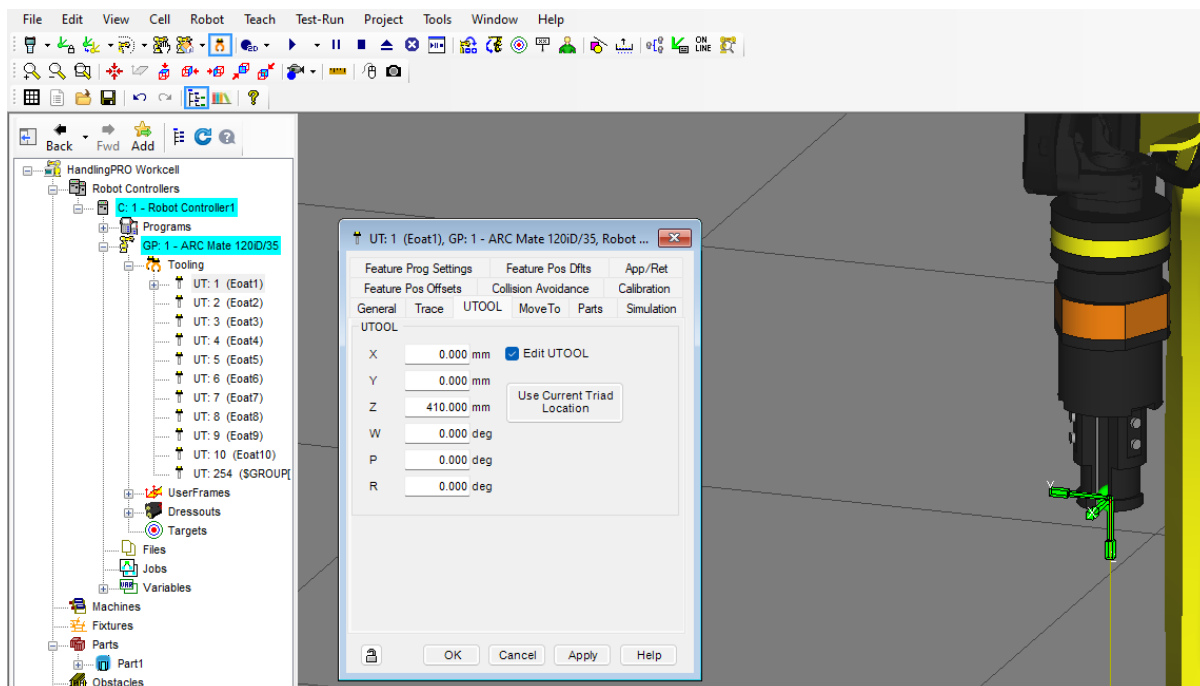 File Edit View Cell Robot Teach Test-Run Project Tools Window Help
2D
ON
LINE
Back Fwd Add
HandlingPRO Workcell
Robot Controllers
C: 1 - Robot Controller1
Programs
GP: 1 - ARC Mate 120iD/35
Tooling
UT: 1 (Eoat1)
UT: 2 (Eoat2)
UT: 3 (Eoat3)
UT: 4 (Eoat4)
UT: 5 (Eoat5)
UT: 6 (Eoat6)
UT: 7 (Eoat7)
UT: 8 (Eoat8)
UT: 9 (Eoat9)
UT: 10 (Eoat10)
UT: 254 ($GROUP[
UserFrames
Dressouts
Targets
Files
Jobs
Variables
Machines
Fixtures
Parts
Part1
Obstacles
UT: 1 (Eoat1), GP: 1 - ARC Mate 120iD/35, Robot ...
Feature Prog Settings Feature Pos Dflts App/Ret
Feature Pos Offsets Collision Avoidance Calibration
General Trace UTOOL MoveTo Parts Simulation
UTOOL
X 0.000 mm Edit UTOOL
Y 0.000 mm
Use Current Triad
Location
Z 410.000 mm
W 0.000 deg
P 0.000 deg
R 0.000 deg
OK Cancel Apply Help
Y
X